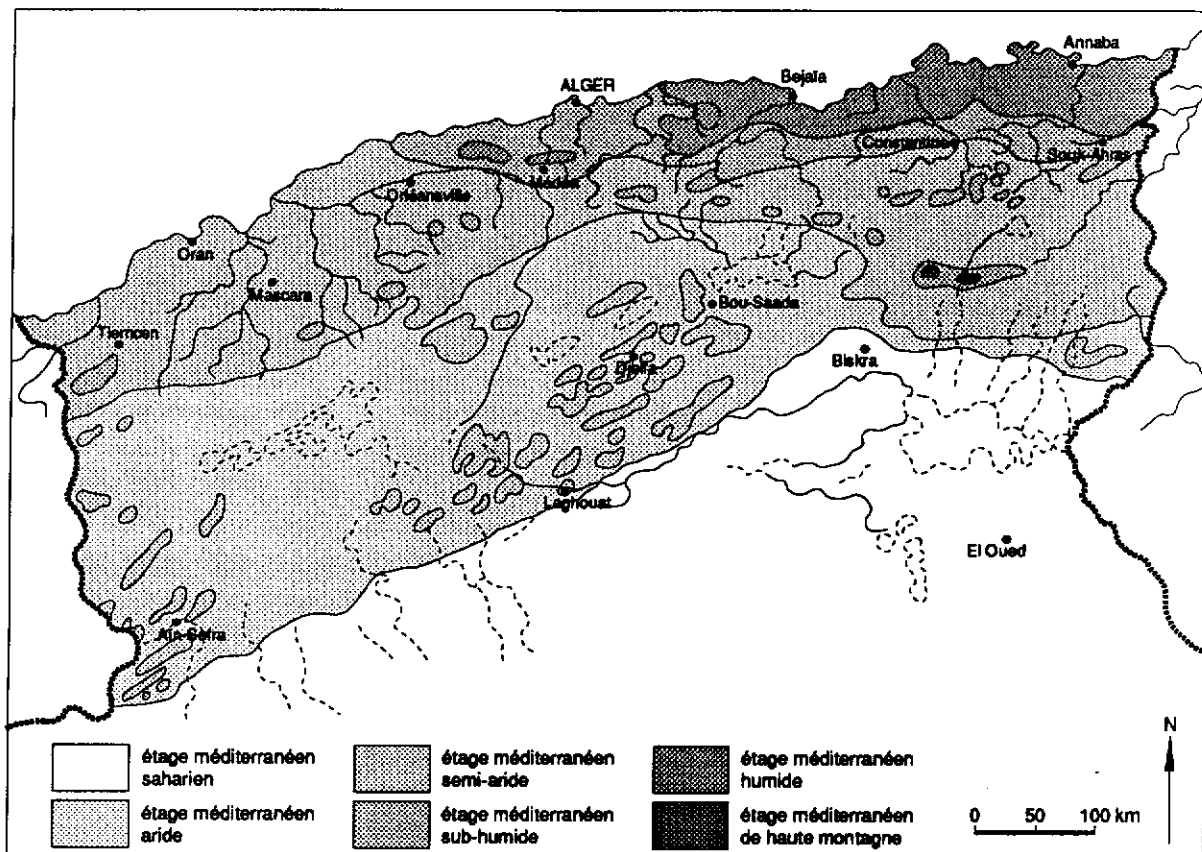 Annaba
ALGER
Bejaïa
Constantine
Souk-Ahras
Médéa
Orléansville
Oran
Mascara
Bou-Saada
Tlemcen
Djelfa
Biskra
Laghouat
El Oued
Aïn-Sefra
N
étage méditerranéen
saharien
étage méditerranéen
semi-aride
étage méditerranéen
humide
étage méditerranéen
aride
étage méditerranéen
sub-humide
étage méditerranéen
de haute montagne
0 50 100 km